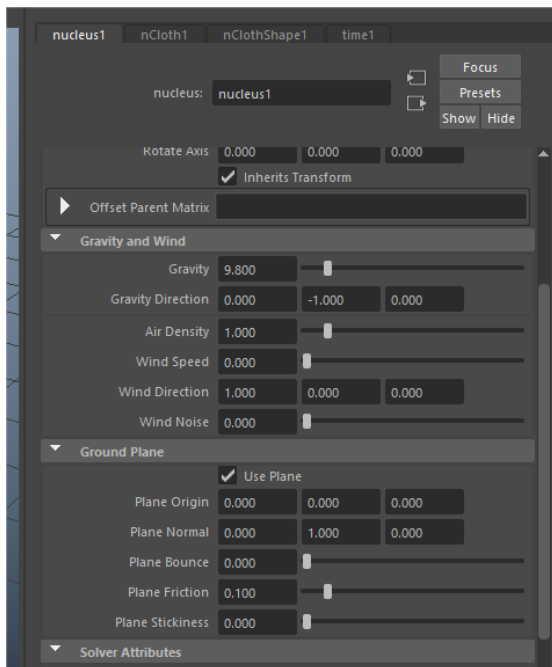 nucleus1 nCloth1 nClothShape1 time1
Focus
nucleus: nucleus1
Presets
Show Hide
Rotate Axis 0.000 0.000 0.000
Inherits Transform
Offset Parent Matrix
Gravity and Wind
Gravity 9.800
Gravity Direction 0.000 -1.000 0.000
Air Density 1.000
Wind Speed 0.000
Wind Direction 1.000 0.000 0.000
Wind Noise 0.000
Ground Plane
Use Plane
Plane Origin 0.000 0.000 0.000
Plane Normal 0.000 1.000 0.000
Plane Bounce 0.000
Plane Friction 0.100
Plane Stickiness 0.000
Solver Attributes